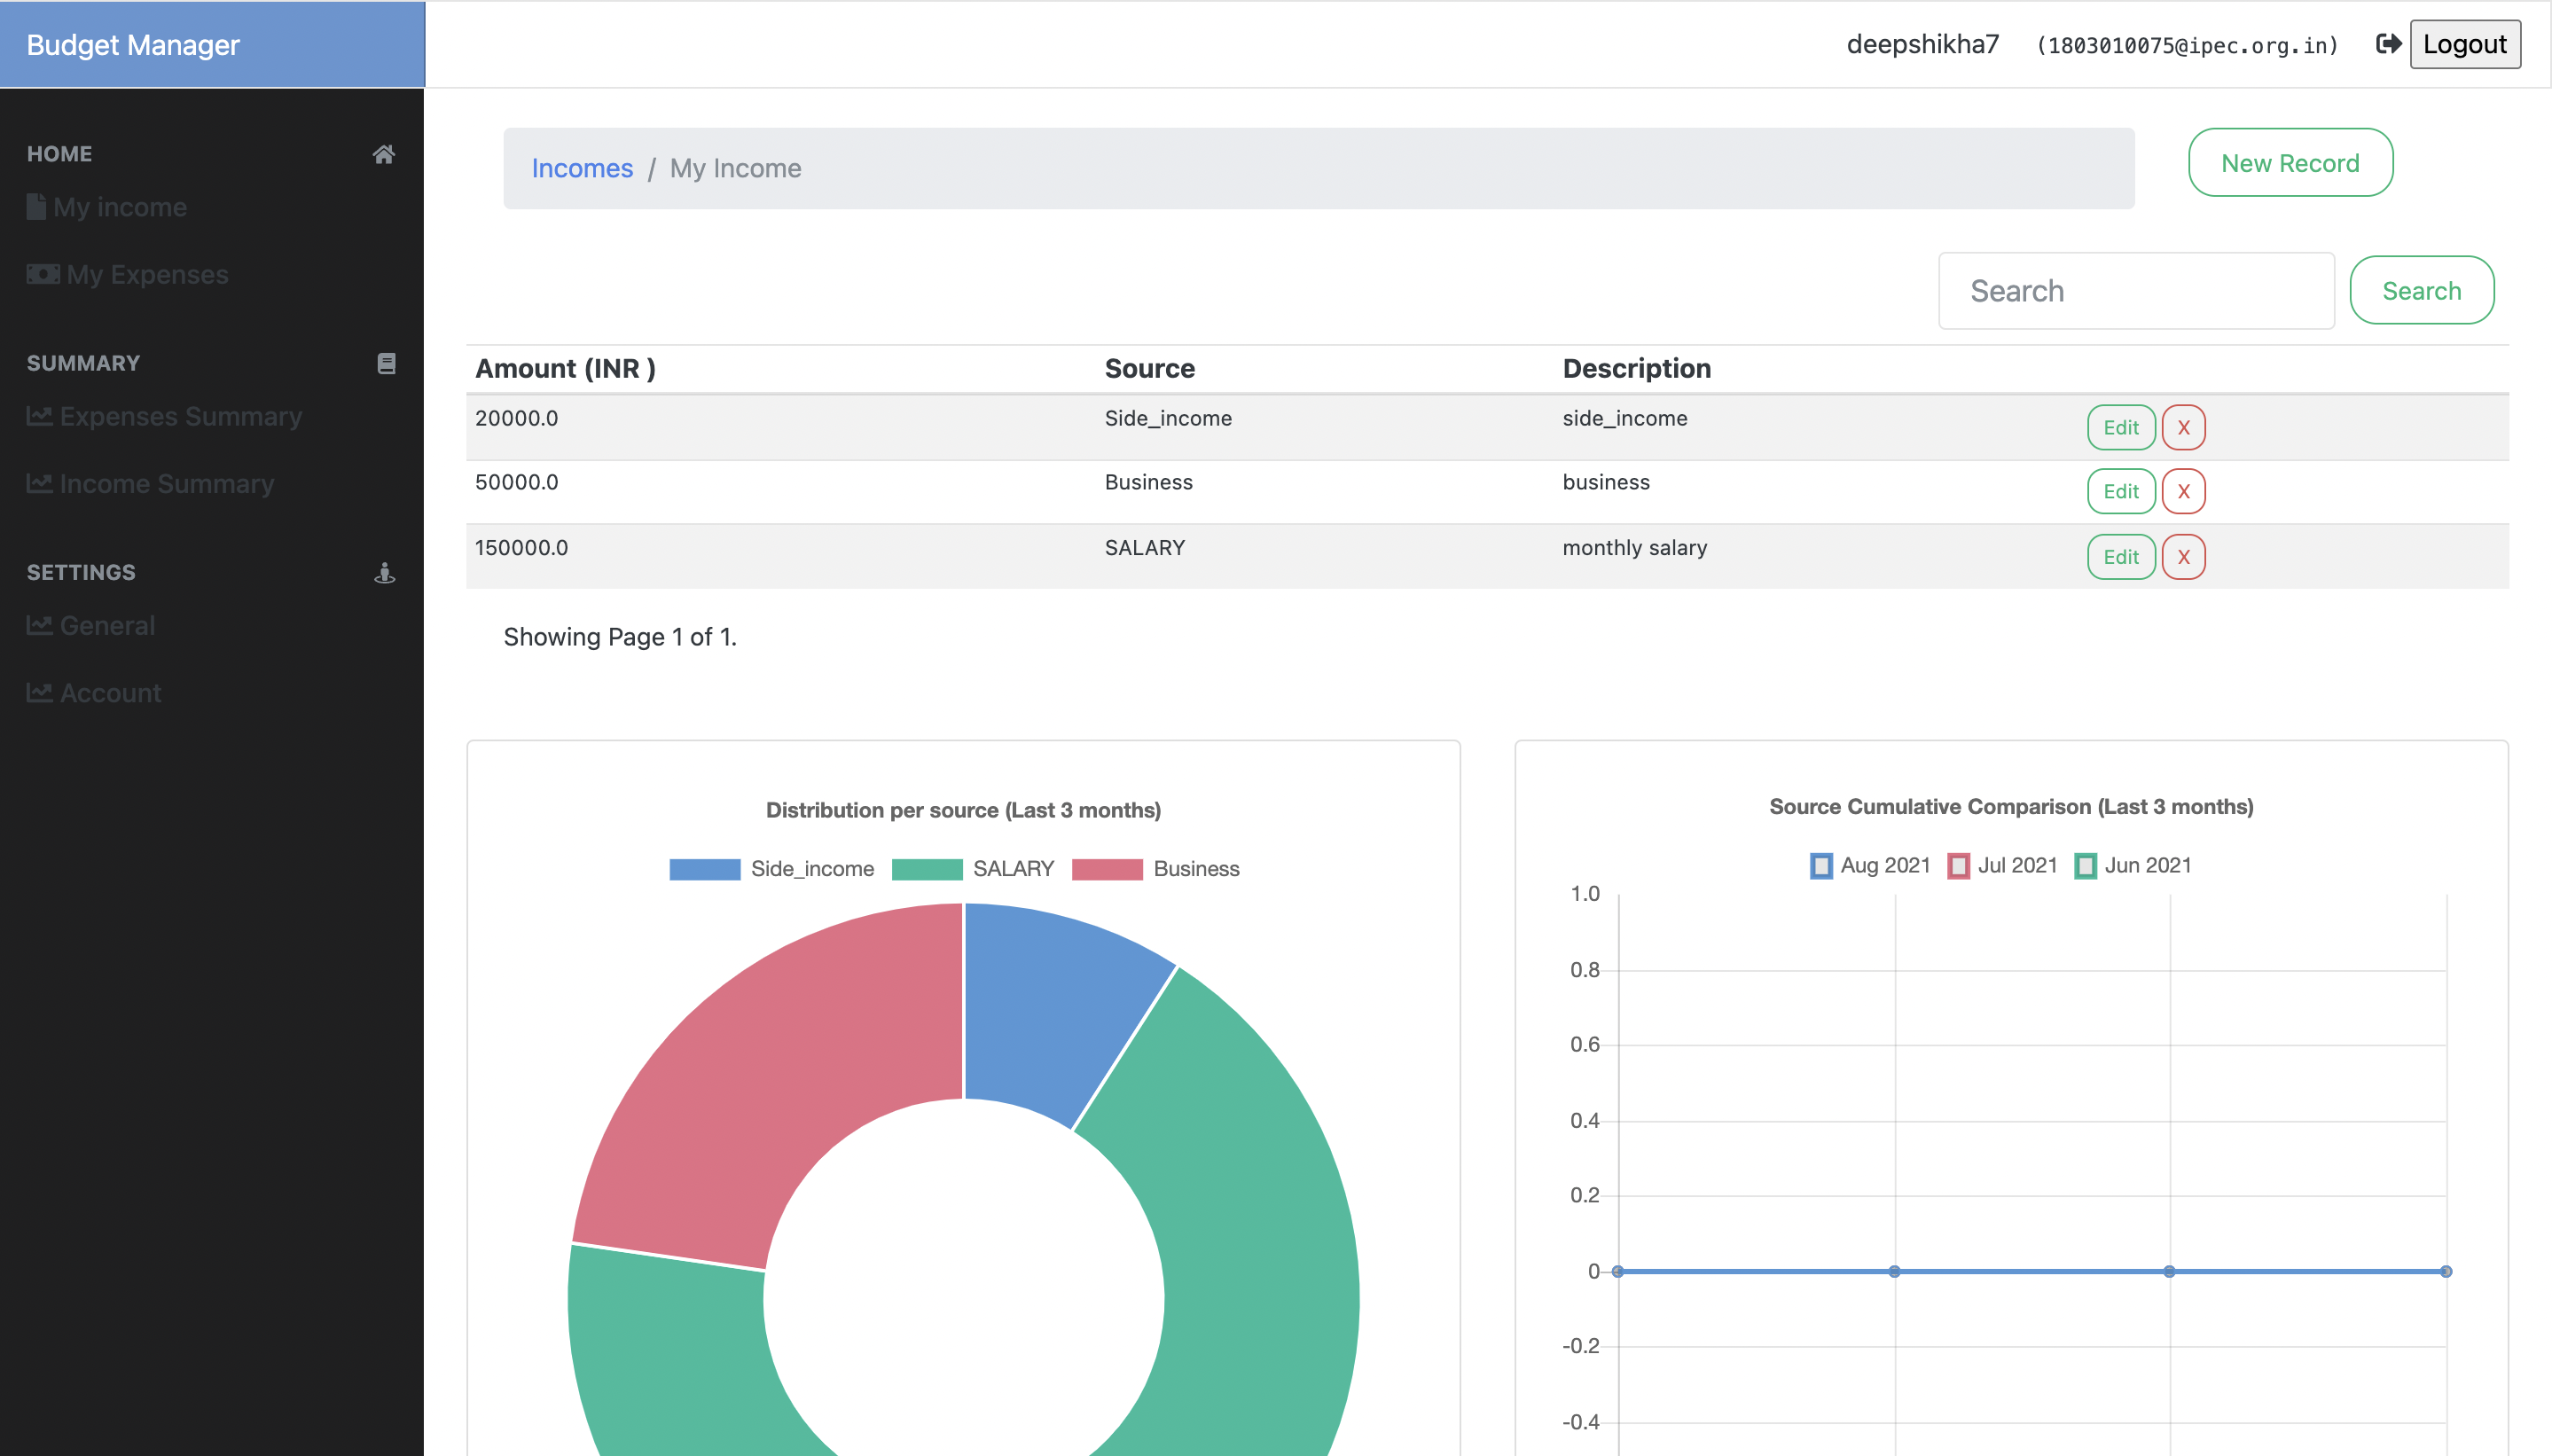 Budget Manager
deepshikha7 (1803010075@ipec.org.in) Logout
HOME
My income
My Expenses
SUMMARY
Expenses Summary
Income Summary
SETTINGS
General
Account
Incomes / My Income
New Record
Search Search
Amount (INR ) Source Description
20000.0 Side_income side_income Edit X
50000.0 Business business Edit X
150000.0 SALARY monthly salary Edit X
Showing Page 1 of 1.
Distribution per source (Last 3 months)
Side_income SALARY Business
Source Cumulative Comparison (Last 3 months)
Aug 2021 Jul 2021 Jun 2021
1.0
0.8
0.6
0.4
0.2
0
-0.2
-0.4